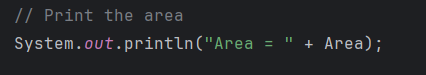 // Print the area
System.out.println("Area = " + Area);